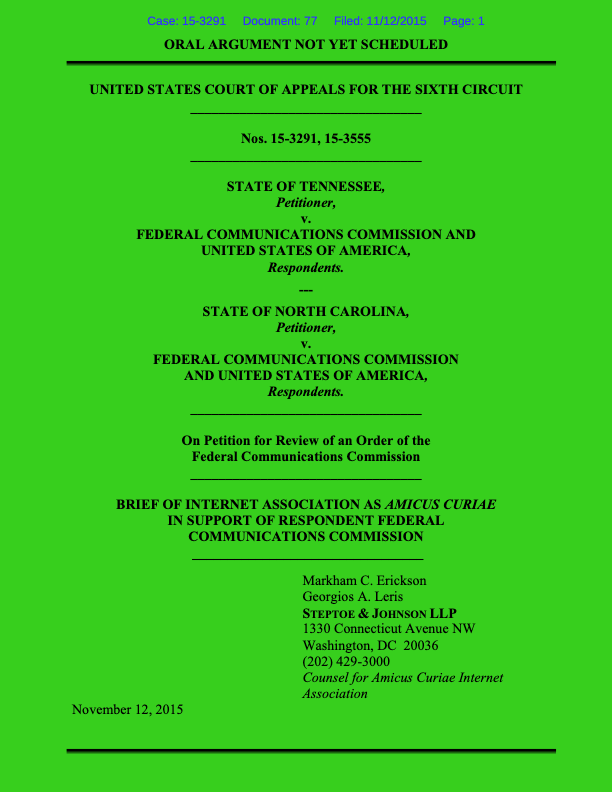 Case: 15-3291 Document: 77 Filed: 11/12/2015 Page: 1
ORAL ARGUMENT NOT YET SCHEDULED
UNITED STATES COURT OF APPEALS FOR THE SIXTH CIRCUIT
Nos. 15-3291, 15-3555
STATE OF TENNESSEE,
Petitioner,
v.
FEDERAL COMMUNICATIONS COMMISSION AND
UNITED STATES OF AMERICA,
Respondents.
---
STATE OF NORTH CAROLINA,
Petitioner,
v.
FEDERAL COMMUNICATIONS COMMISSION
AND UNITED STATES OF AMERICA,
Respondents.
On Petition for Review of an Order of the
Federal Communications Commission
BRIEF OF INTERNET ASSOCIATION AS AMICUS CURIAE
IN SUPPORT OF RESPONDENT FEDERAL
COMMUNICATIONS COMMISSION
Markham C. Erickson
Georgios A. Leris
STEPTOE & JOHNSON LLP
1330 Connecticut Avenue NW
Washington, DC 20036
(202) 429-3000
Counsel for Amicus Curiae Internet
Association
November 12, 2015